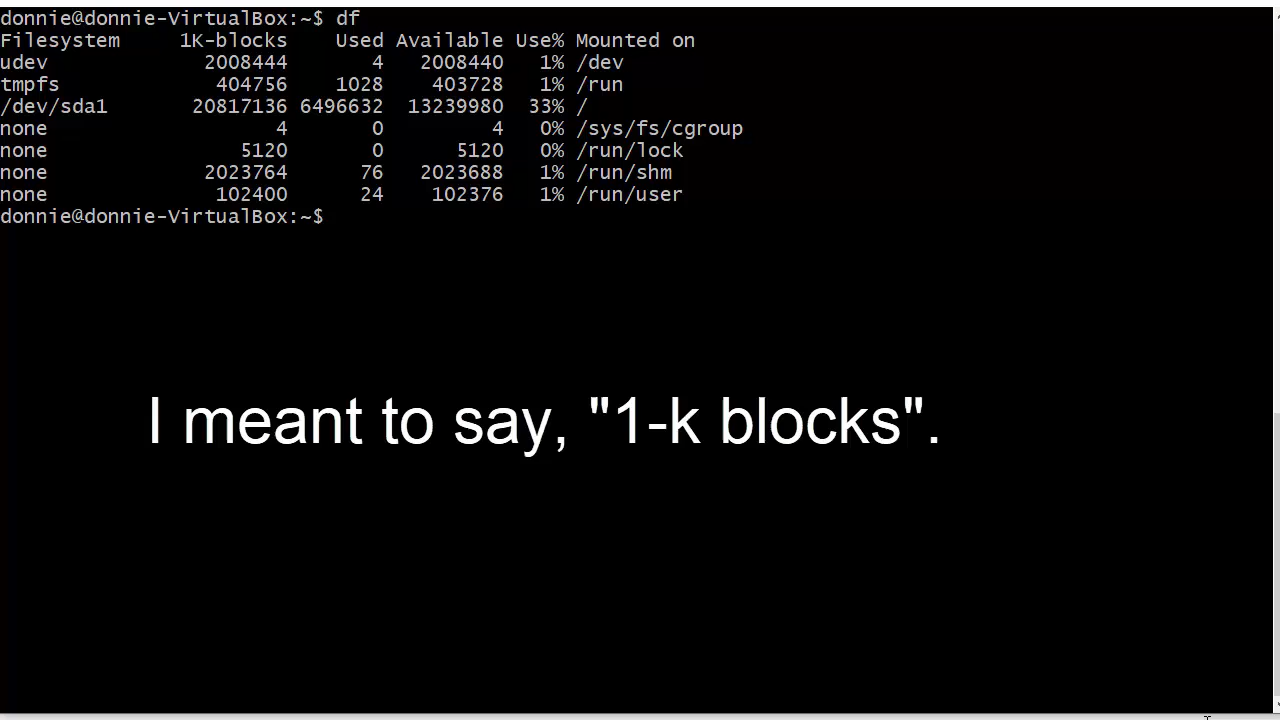 donnie@donnie-VirtualBox:~$ df
Filesystem     1K-blocks    Used Available Use% Mounted on
udev             2008444       4   2008440   1% /dev
tmpfs             404756    1028    403728   1% /run
/dev/sda1       20817136 6496632  13239980  33% /
none                   4       0         4   0% /sys/fs/cgroup
none                5120       0      5120   0% /run/lock
none             2023764      76   2023688   1% /run/shm
none              102400      24    102376   1% /run/user
donnie@donnie-VirtualBox:~$
I meant to say, "1-k blocks".